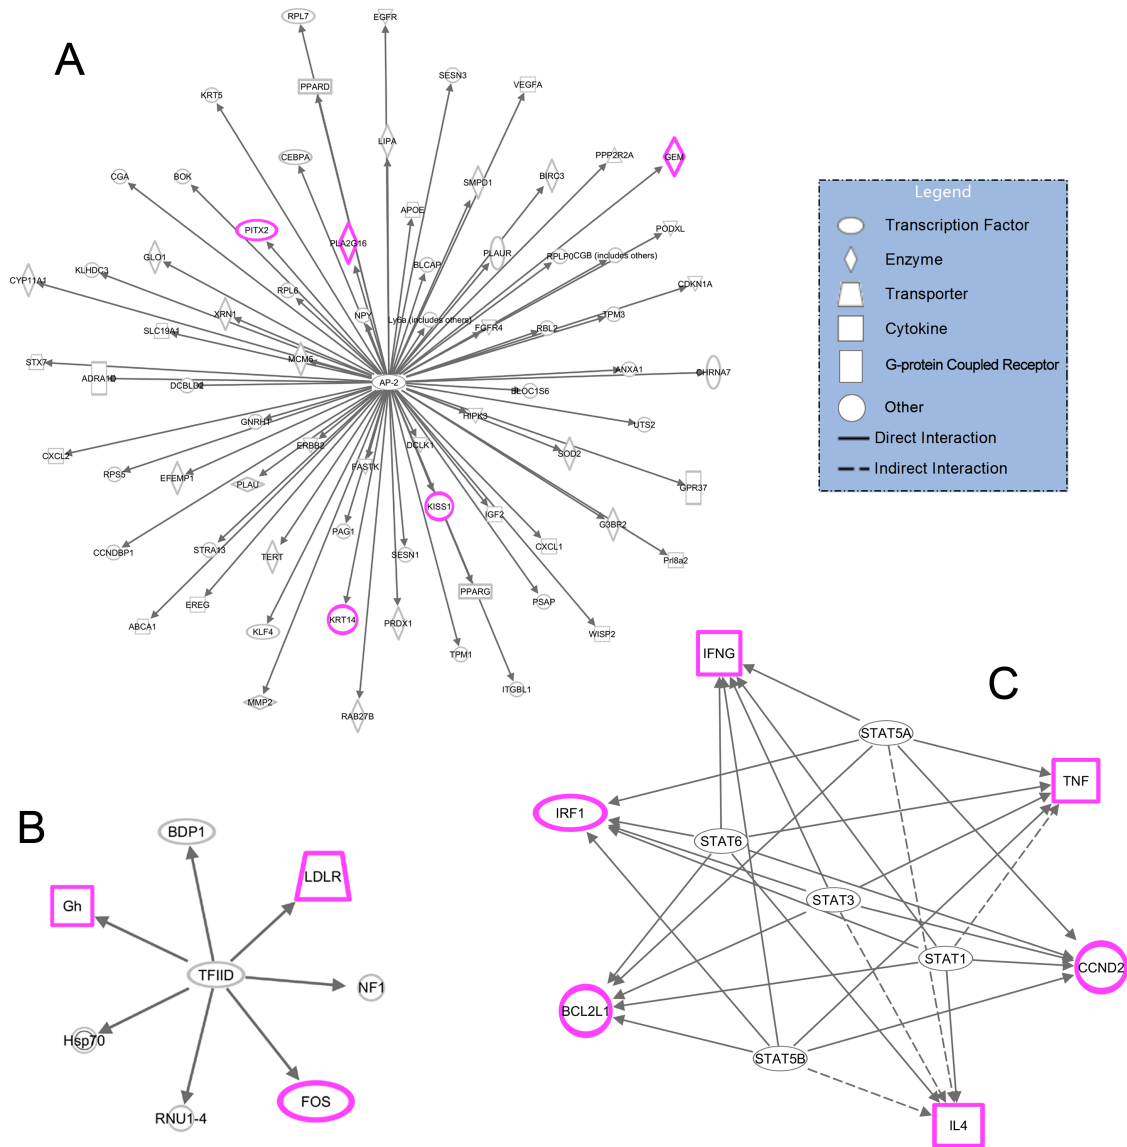 A
RPL7
EGFR
PPARD
SESN3
VEGFA
KRT5
LIPA
CEBPA
PPP2R2A
GEM
CGA
BOK
SMPD1
BIRC3
APOE
PITX2
PLA2G16
PODXL
GLO1
PLAUR
KLHDC3
BLCAP
RPLP0
CGB (includes others)
CYP11A1
RPL6
CDKN1A
XRN1
NPY
Ly6a (includes others)
TPM3
SLC19A1
FGFR4
RBL2
STX7
MCM5
ANXA1
CHRNA7
DCBLD2
AP-2
BLOC1S6
GNRH1
HIPK3
UTS2
ERBB2
DCLK1
CXCL2
SOD2
RPS5
EFEMP1
FASTK
PLAU
GPR37
KISS1
IGF2
G3BP2
PAG1
CCNDBP1
STRA13
TERT
SESN1
CXCL1
Prl8a2
PPARG
EREG
PSAP
ABCA1
KLF4
KRT14
PRDX1
WISP2
TPM1
ITGBL1
MMP2
RAB27B
Legend
Transcription Factor
Enzyme
Transporter
Cytokine
G-protein Coupled Receptor
Other
Direct Interaction
Indirect Interaction
B
BDP1
LDLR
Gh
TFIID
NF1
Hsp70
RNU1-4
FOS
C
IFNG
STAT5A
TNF
IRF1
STAT6
STAT3
STAT1
CCND2
BCL2L1
STAT5B
IL4